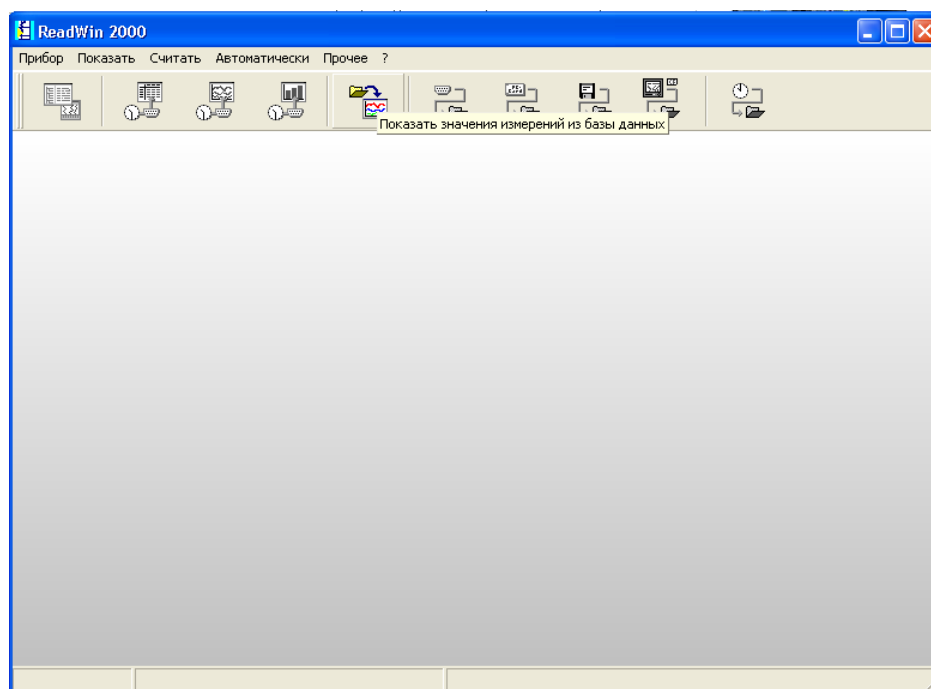 ReadWin 2000
Прибор Показать Считать Автоматически Прочее ?
Показать значения измерений из базы данных